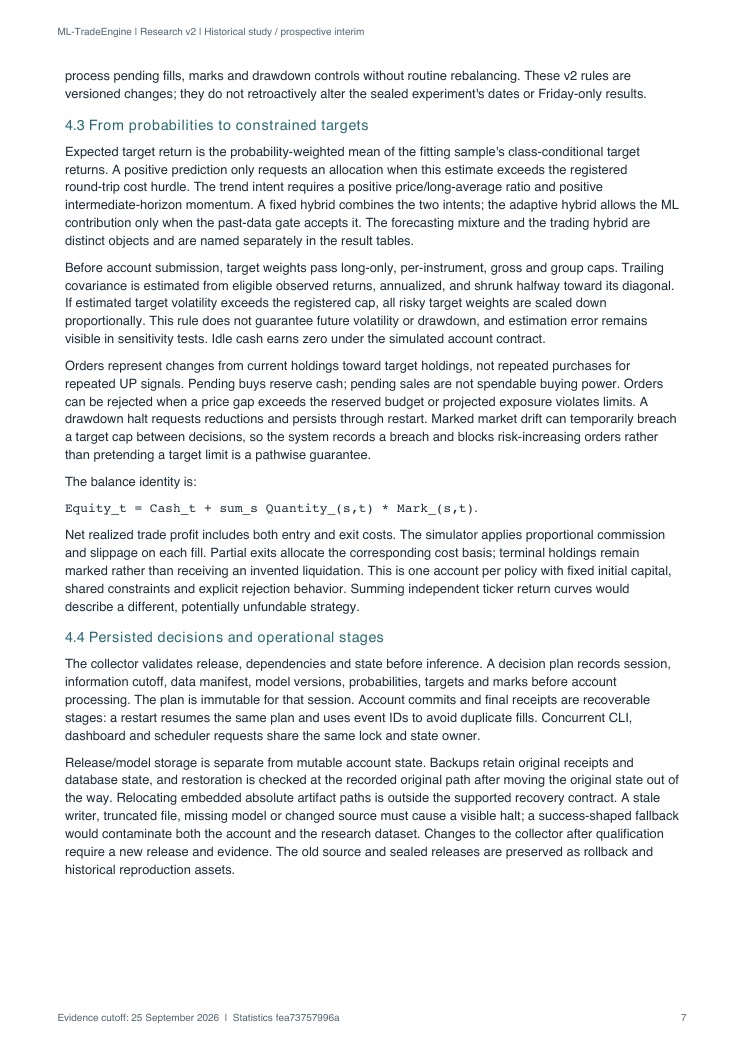 ML-TradeEngine | Research v2 | Historical study / prospective interim
process pending fills, marks and drawdown controls without routine rebalancing. These v2 rules are
versioned changes; they do not retroactively alter the sealed experiment's dates or Friday-only results.
4.3 From probabilities to constrained targets
Expected target return is the probability-weighted mean of the fitting sample's class-conditional target
returns. A positive prediction only requests an allocation when this estimate exceeds the registered
round-trip cost hurdle. The trend intent requires a positive price/long-average ratio and positive
intermediate-horizon momentum. A fixed hybrid combines the two intents; the adaptive hybrid allows the ML
contribution only when the past-data gate accepts it. The forecasting mixture and the trading hybrid are
distinct objects and are named separately in the result tables.
Before account submission, target weights pass long-only, per-instrument, gross and group caps. Trailing
covariance is estimated from eligible observed returns, annualized, and shrunk halfway toward its diagonal.
If estimated target volatility exceeds the registered cap, all risky target weights are scaled down
proportionally. This rule does not guarantee future volatility or drawdown, and estimation error remains
visible in sensitivity tests. Idle cash earns zero under the simulated account contract.
Orders represent changes from current holdings toward target holdings, not repeated purchases for
repeated UP signals. Pending buys reserve cash; pending sales are not spendable buying power. Orders
can be rejected when a price gap exceeds the reserved budget or projected exposure violates limits. A
drawdown halt requests reductions and persists through restart. Marked market drift can temporarily breach
a target cap between decisions, so the system records a breach and blocks risk-increasing orders rather
than pretending a target limit is a pathwise guarantee.
The balance identity is:
Equity_t = Cash_t + sum_s Quantity_(s,t) * Mark_(s,t).
Net realized trade profit includes both entry and exit costs. The simulator applies proportional commission
and slippage on each fill. Partial exits allocate the corresponding cost basis; terminal holdings remain
marked rather than receiving an invented liquidation. This is one account per policy with fixed initial capital,
shared constraints and explicit rejection behavior. Summing independent ticker return curves would
describe a different, potentially unfundable strategy.
4.4 Persisted decisions and operational stages
The collector validates release, dependencies and state before inference. A decision plan records session,
information cutoff, data manifest, model versions, probabilities, targets and marks before account
processing. The plan is immutable for that session. Account commits and final receipts are recoverable
stages: a restart resumes the same plan and uses event IDs to avoid duplicate fills. Concurrent CLI,
dashboard and scheduler requests share the same lock and state owner.
Release/model storage is separate from mutable account state. Backups retain original receipts and
database state, and restoration is checked at the recorded original path after moving the original state out of
the way. Relocating embedded absolute artifact paths is outside the supported recovery contract. A stale
writer, truncated file, missing model or changed source must cause a visible halt; a success-shaped fallback
would contaminate both the account and the research dataset. Changes to the collector after qualification
require a new release and evidence. The old source and sealed releases are preserved as rollback and
historical reproduction assets.
Evidence cutoff: 25 September 2026 | Statistics fea73757996a
7